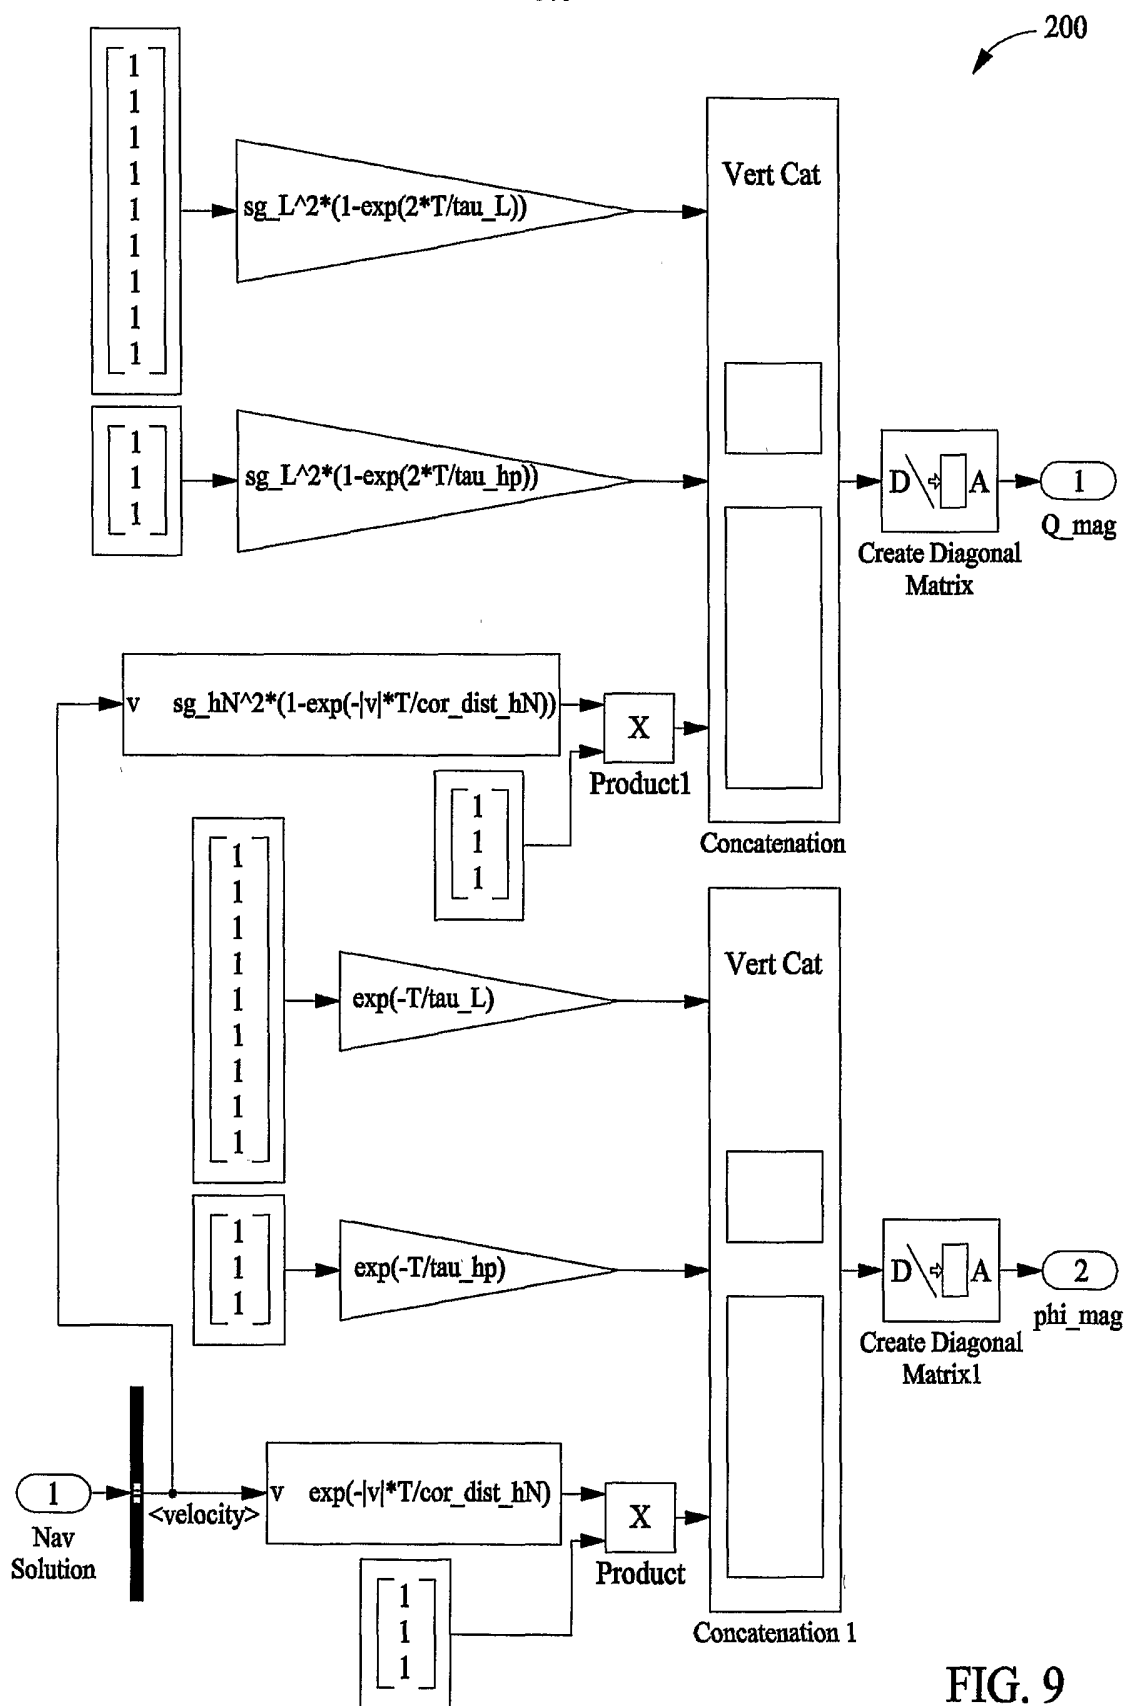 200
1
1
1
1
1
1
1
1
1
sg_L^2*(1-exp(2*T/tau_L))
Vert Cat
1
1
1
sg_L^2*(1-exp(2*T/tau_hp))
D A
1
Q_mag
Create Diagonal
Matrix
v sg_hN^2*(1-exp(-|v|*T/cor_dist_hN))
X
Product1
1
1
1
Concatenation
1
1
1
1
1
1
1
1
1
exp(-T/tau_L)
Vert Cat
1
1
1
exp(-T/tau_hp)
D A
2
phi_mag
Create Diagonal
Matrix1
1
Nav
Solution
<velocity>
v exp(-|v|*T/cor_dist_hN)
X
Product
1
1
1
Concatenation 1
FIG. 9